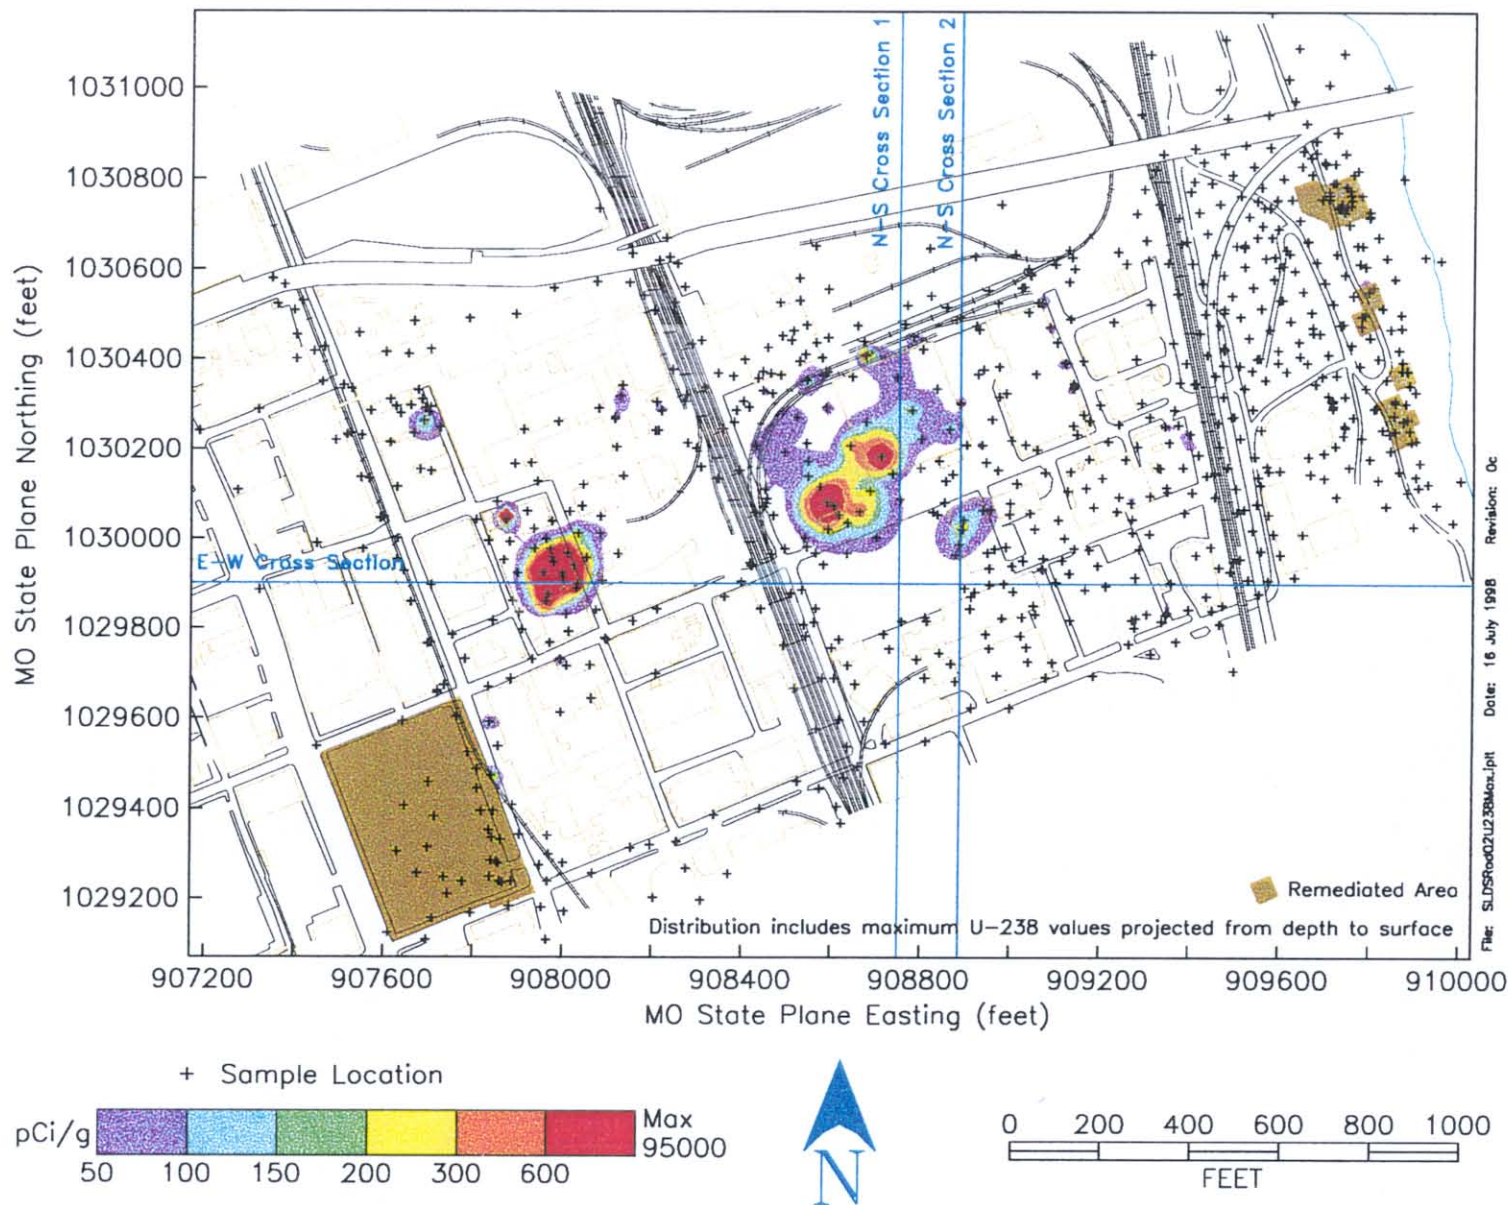 1031000
1030800
1030600
1030400
1030200
1030000
1029800
1029600
1029400
1029200
MO State Plane Northing (feet)
N-S Cross Section 1
N-S Cross Section 2
E-W Cross Section
Remediated Area
Distribution includes maximum U-238 values projected from depth to surface
File: SLDSRod02U238Max.lpit Date: 16 July 1998 Revision: 0c
907200 907600 908000 908400 908800 909200 909600 910000
MO State Plane Easting (feet)
+ Sample Location
pCi/g
Max
95000
50 100 150 200 300 600
N
0 200 400 600 800 1000
FEET